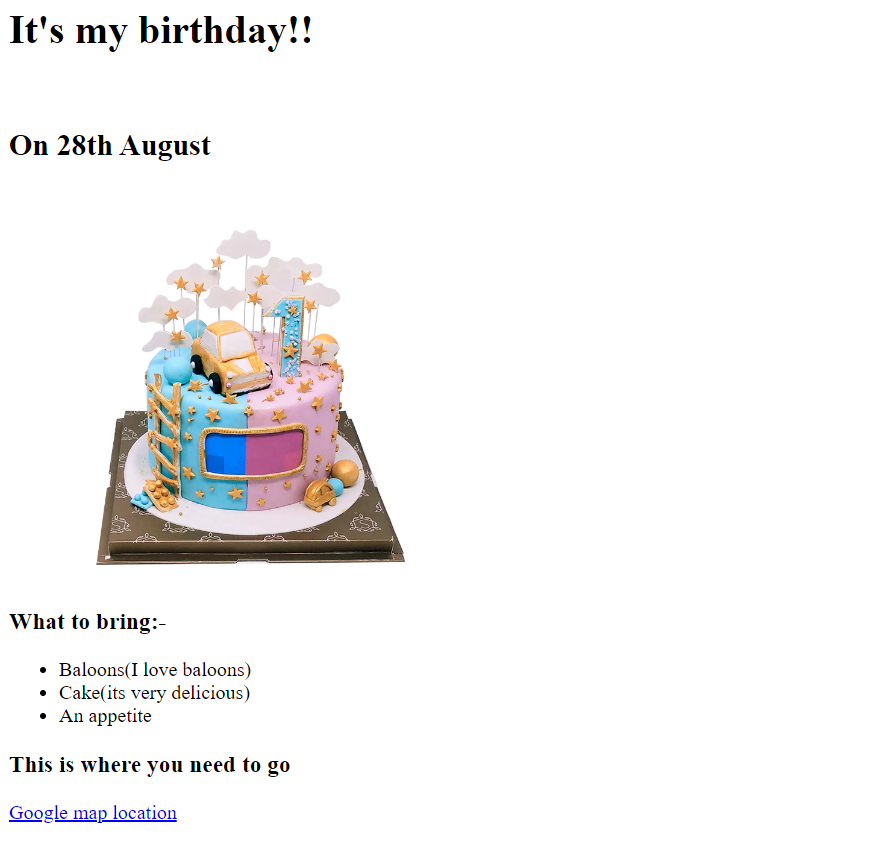 It's my birthday!!
On 28th August
1
What to bring:-
Baloons(I love baloons)
Cake(its very delicious)
An appetite
This is where you need to go
Google map location